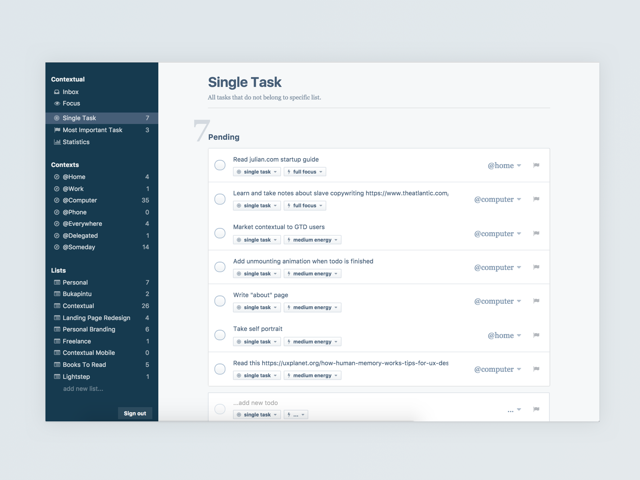 Contextual
Inbox
Focus
Single Task 7
Most Important Task 3
Statistics
Contexts
@Home 4
@Work 1
@Computer 35
@Phone 0
@Everywhere 4
@Delegated 1
@Someday 14
Lists
Personal 7
Bukapintu 2
Contextual 26
Landing Page Redesign 4
Personal Branding 6
Freelance 1
Contextual Mobile 0
Books To Read 5
Lightstep 1
add new list...
Sign out
Single Task
All tasks that do not belong to specific list.
7
Pending
Read julian.com startup guide
single task full focus
@home
Learn and take notes about slave copywriting https://www.theatlantic.com,
single task full focus
@computer
Market contextual to GTD users
single task medium energy
@computer
Add unmounting animation when todo is finished
single task medium energy
@computer
Write "about" page
single task medium energy
@computer
Take self portrait
single task medium energy
@home
Read this https://uxplanet.org/how-human-memory-works-tips-for-ux-des
single task medium energy
@computer
...add new todo
single task ...
...